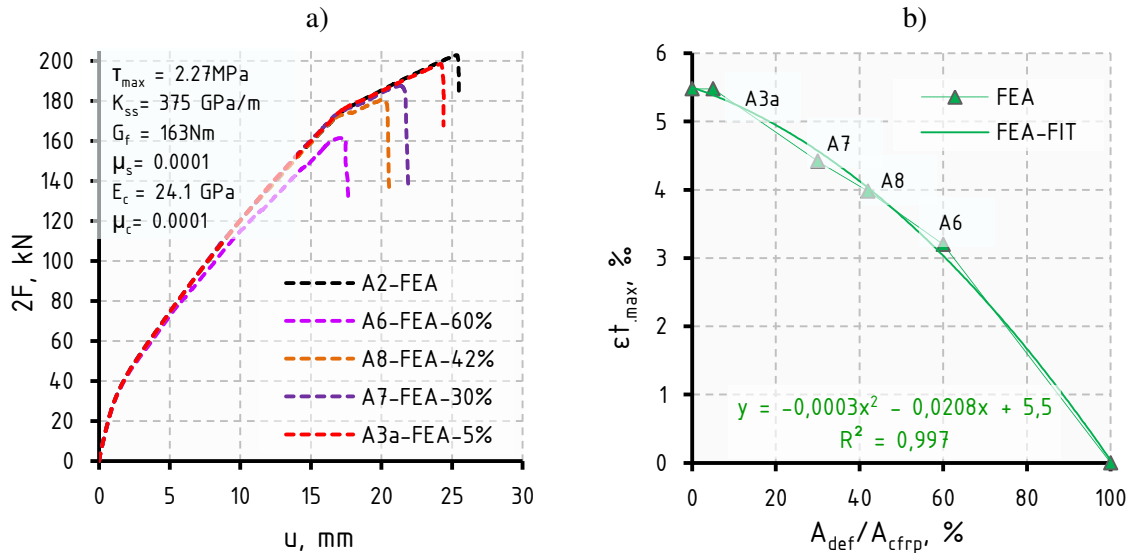 a)
200
180
160
140
120
100
80
60
40
20
0
2F, kN
τmax = 2.27MPa
Kss= 375 GPa/m
Gf = 163Nm
μs= 0.0001
Ec = 24.1 GPa
μc= 0.0001
A2-FEA
A6-FEA-60%
A8-FEA-42%
A7-FEA-30%
A3a-FEA-5%
0 5 10 15 20 25 30
u, mm
b)
6
5
4
3
2
1
0
εt.max, ‰
FEA
FEA-FIT
A3a
A7
A8
A6
y = -0,0003x² - 0,0208x + 5,5
R² = 0,997
0 20 40 60 80 100
Adef/Acfrp, %